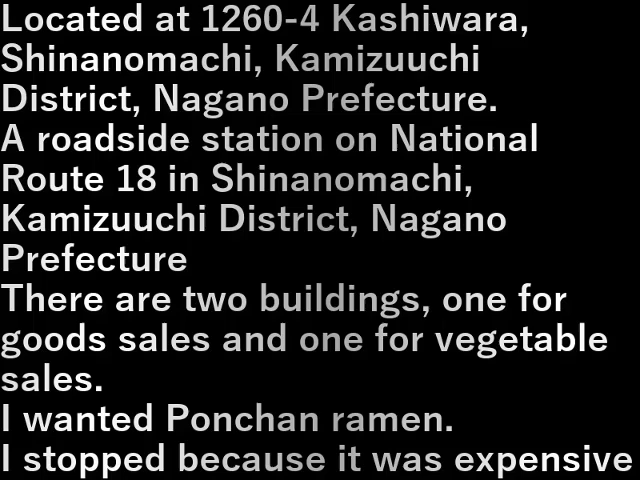 Located at 1260-4 Kashiwara,
Shinanomachi, Kamizuuchi
District, Nagano Prefecture.
A roadside station on National
Route 18 in Shinanomachi,
Kamizuuchi District, Nagano
Prefecture
There are two buildings, one for
goods sales and one for vegetable
sales.
I wanted Ponchan ramen.
I stopped because it was expensive